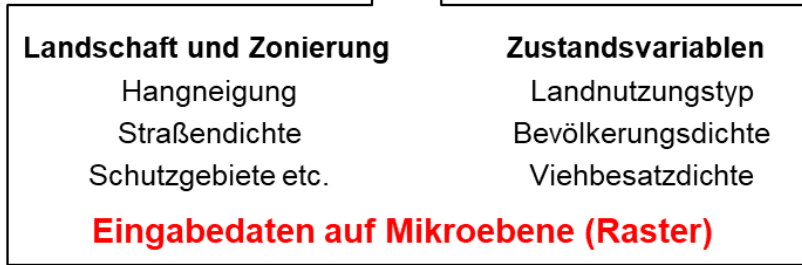 Landschaft und Zonierung
Hangneigung
Straßendichte
Schutzgebiete etc.
Zustandsvariablen
Landnutzungstyp
Bevölkerungsdichte
Viehbesatzdichte
Eingabedaten auf Mikroebene (Raster)